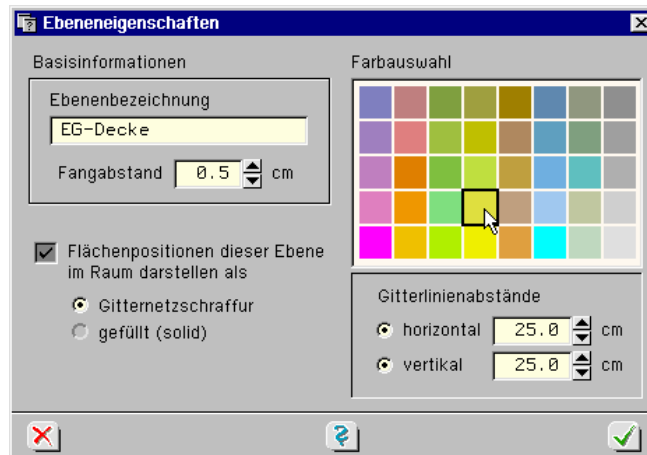 Ebeneneigenschaften
Basisinformationen
Ebenenbezeichnung
EG-Decke
Fangabstand 0.5 cm
Flächenpositionen dieser Ebene
im Raum darstellen als
Gitternetzschraffur
gefüllt (solid)
Farbauswahl
Gitterlinienabstände
horizontal 25.0 cm
vertikal 25.0 cm